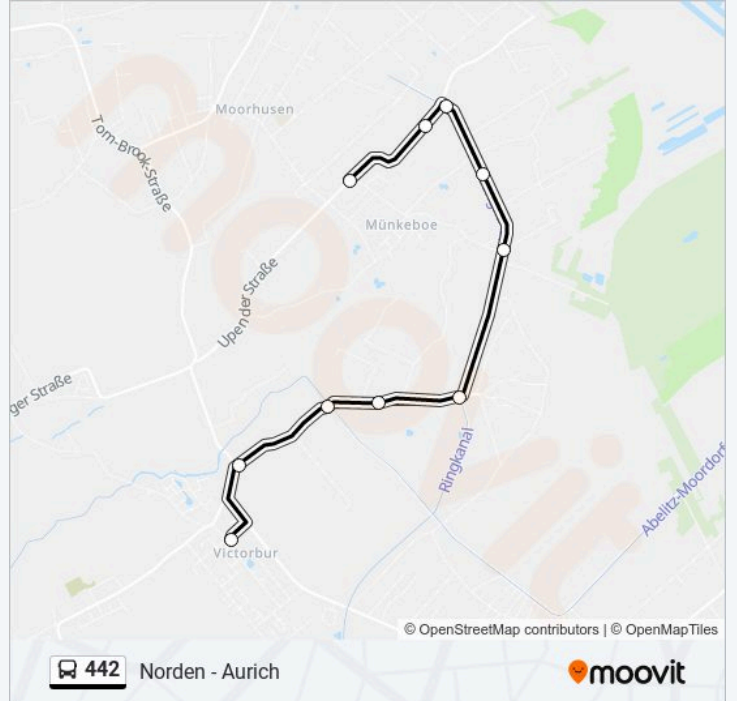 Moorhusen
Tom-Brook-Straße
Münkeboe
Upender Straße
ger Straße
Ringkanal
Abelitz-Moordorf
Victorbur
moovit
© OpenStreetMap contributors | © OpenMapTiles
442 Norden - Aurich
moovit